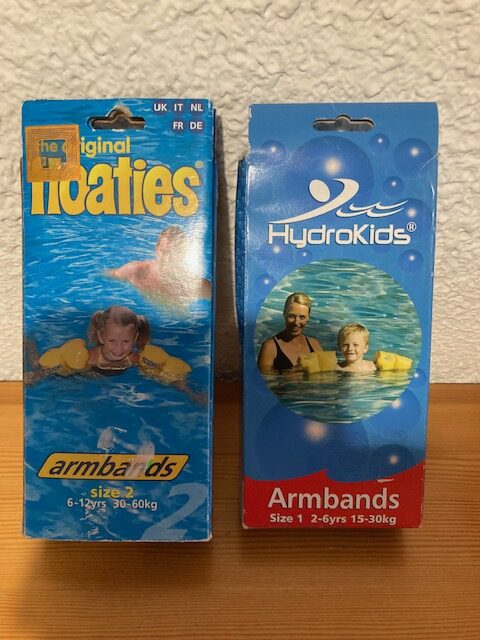 UK IT NL
FR DE
the original
floaties®
armbands
size 2
6-12yrs 30-60kg
2
HydroKids®
Armbands
Size 1 2-6yrs 15-30kg